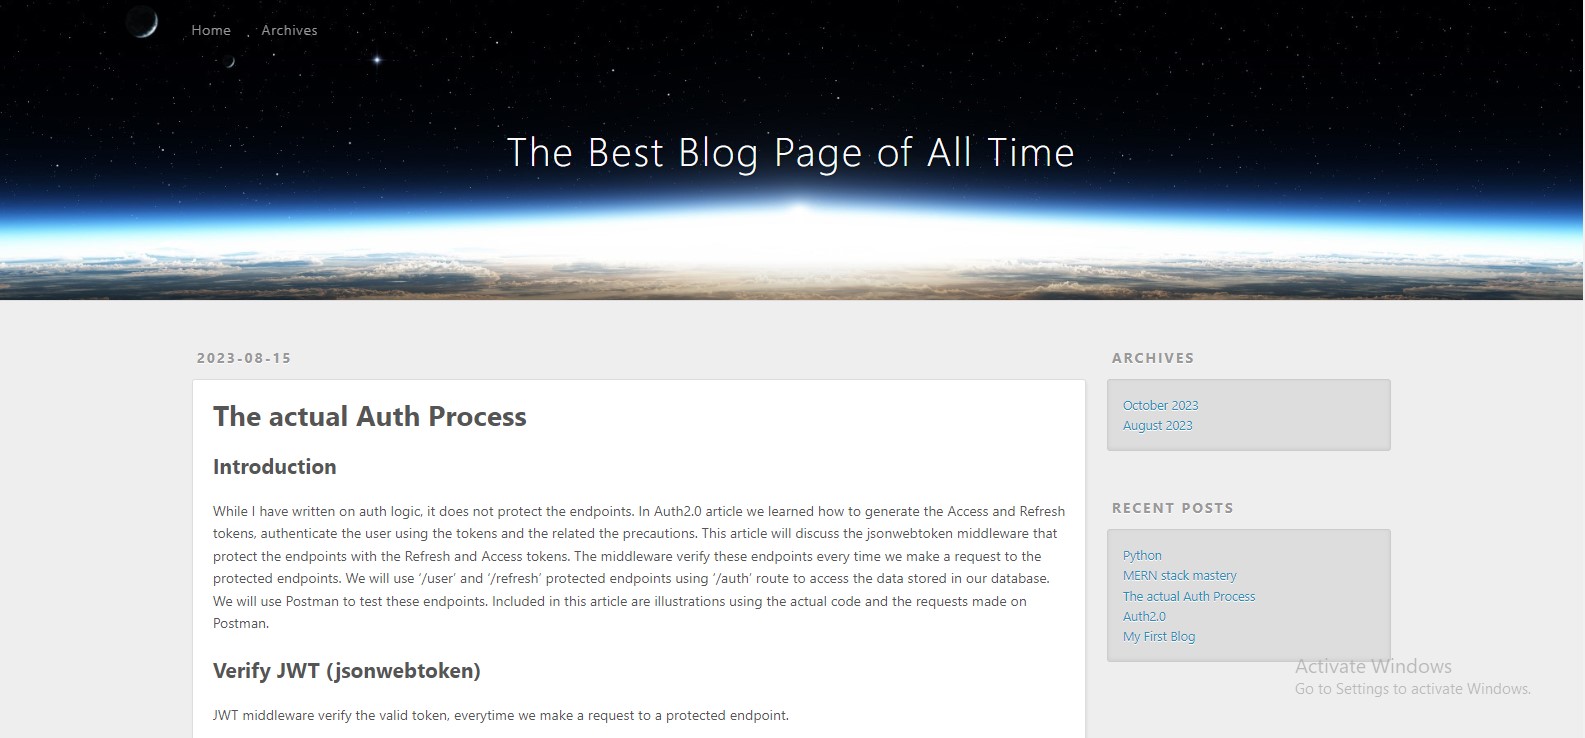 Home
Archives
The Best Blog Page of All Time
2023-08-15
The actual Auth Process
Introduction
While I have written on auth logic, it does not protect the endpoints. In Auth2.0 article we learned how to generate the Access and Refresh
tokens, authenticate the user using the tokens and the related the precautions. This article will discuss the jsonwebtoken middleware that
protect the endpoints with the Refresh and Access tokens. The middleware verify these endpoints every time we make a request to the
protected endpoints. We will use ‘/user’ and ‘/refresh’ protected endpoints using ‘/auth’ route to access the data stored in our database.
We will use Postman to test these endpoints. Included in this article are illustrations using the actual code and the requests made on
Postman.
Verify JWT (jsonwebtoken)
JWT middleware verify the valid token, everytime we make a request to a protected endpoint.
ARCHIVES
October 2023
August 2023
RECENT POSTS
Python
MERN stack mastery
The actual Auth Process
Auth2.0
My First Blog
Activate Windows
Go to Settings to activate Windows.